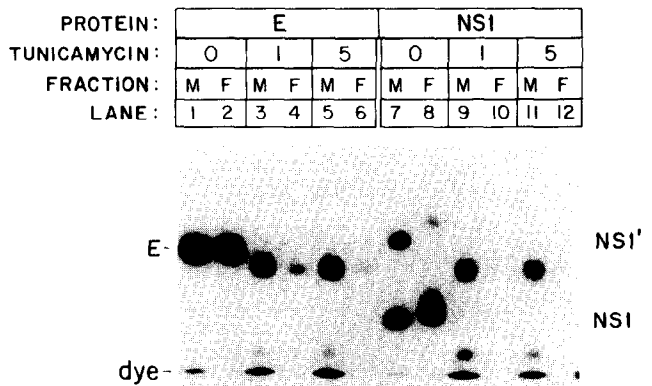 PROTEIN: E NS1
TUNICAMYCIN: 0 1 5 0 1 5
FRACTION: M F M F M F M F M F M F
LANE: 1 2 3 4 5 6 7 8 9 10 11 12
E-
NS1'
NS1
dye-